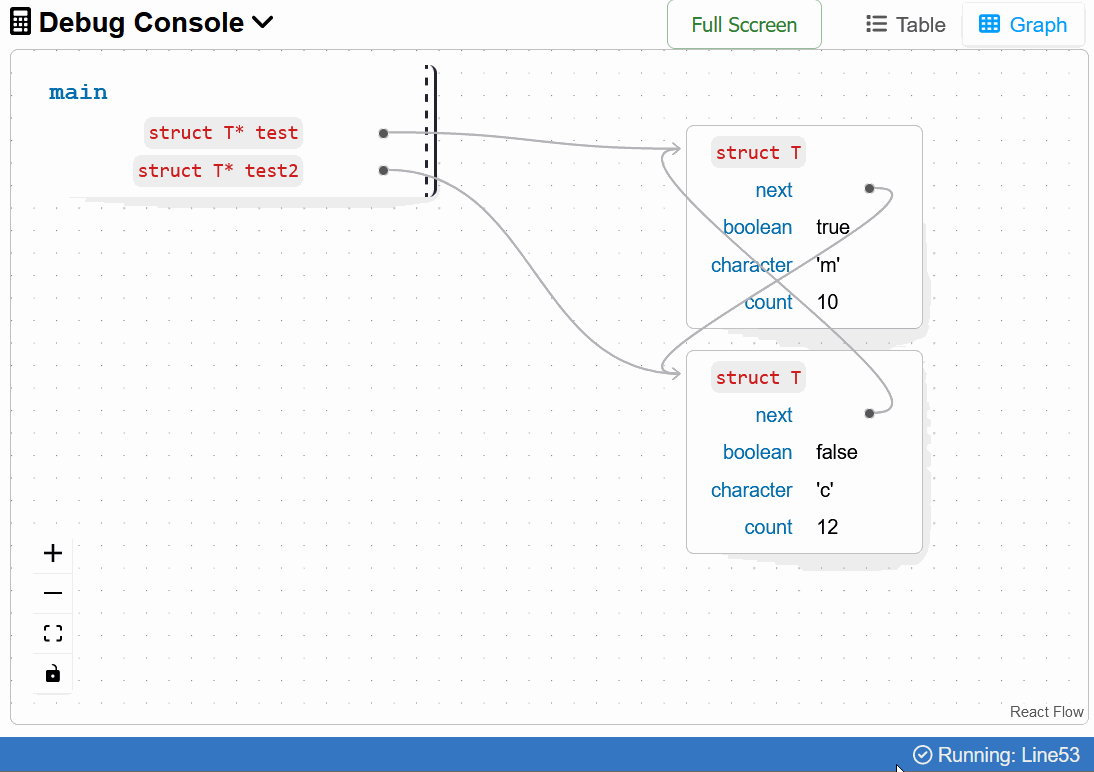 Debug Console
Full Sccreen
Table
Graph
main
struct T* test
struct T* test2
struct T
next
boolean true
character 'm'
count 10
struct T
next
boolean false
character 'c'
count 12
React Flow
Running: Line53